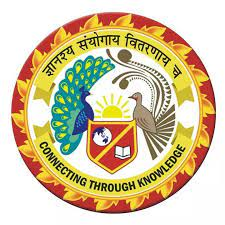 ज्ञानस्य संयोगाय वितरणाय च
CONNECTING THROUGH KNOWLEDGE